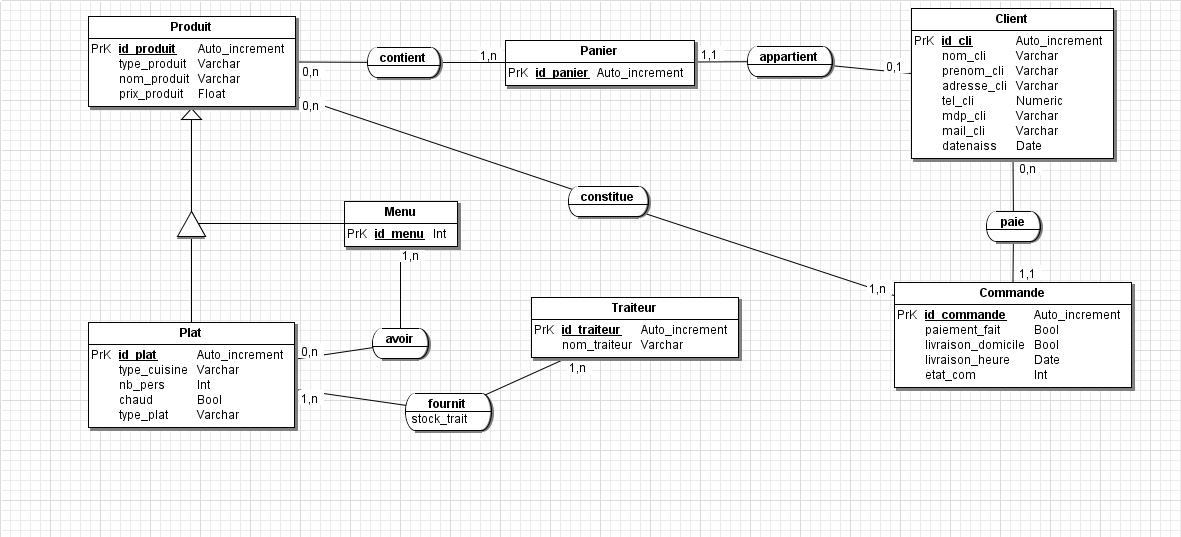 Produit
PrK id_produit Auto_increment
type_produit Varchar
nom_produit Varchar
prix_produit Float
0,n
contient
1,n
Panier
PrK id_panier Auto_increment
1,1
appartient
0,1
Client
PrK id_cli Auto_increment
nom_cli Varchar
prenom_cli Varchar
adresse_cli Varchar
tel_cli Numeric
mdp_cli Varchar
mail_cli Varchar
datenaiss Date
0,n
0,n
constitue
1,n
paie
1,1
Menu
PrK id_menu Int
1,n
avoir
0,n
Commande
PrK id_commande Auto_increment
paiement_fait Bool
livraison_domicile Bool
livraison_heure Date
etat_com Int
Traiteur
PrK id_traiteur Auto_increment
nom_traiteur Varchar
1,n
Plat
PrK id_plat Auto_increment
type_cuisine Varchar
nb_pers Int
chaud Bool
type_plat Varchar
1,n
fournit
stock_trait